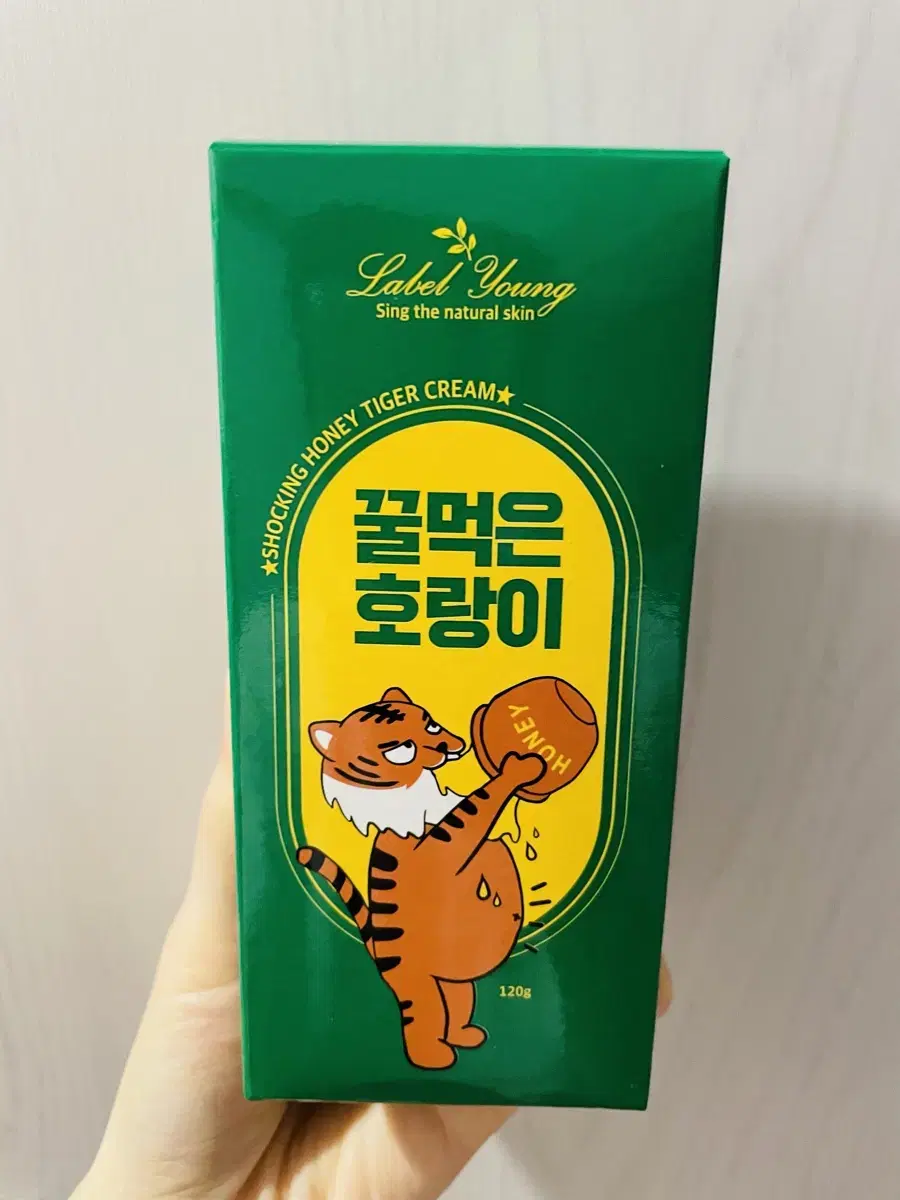 Label Young
Sing the natural skin
★SHOCKING HONEY TIGER CREAM★
꿀먹은
호랑이
HONEY
120g